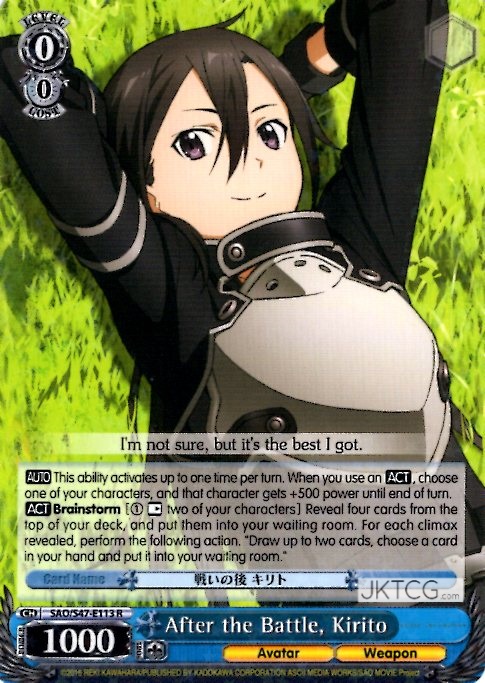 LEVEL
0
0
COST
I'm not sure, but it's the best I got.
AUTO This ability activates up to one time per turn. When you use an ACT, choose
one of your characters, and that character gets +500 power until end of turn.
ACT Brainstorm [① two of your characters] Reveal four cards from the
top of your deck, and put them into your waiting room. For each climax
revealed, perform the following action. "Draw up to two cards, choose a card
in your hand and put it into your waiting room."
Card Name 戦いの後 キリト
JKTCG.com
CH SAO/S47-E113 R
POWER 1000 SOUL After the Battle, Kirito
Avatar Weapon
©2016 REKI KAWAHARA/PUBLISHED BY KADOKAWA CORPORATION ASCII MEDIA WORKS/SAO MOVIE Project